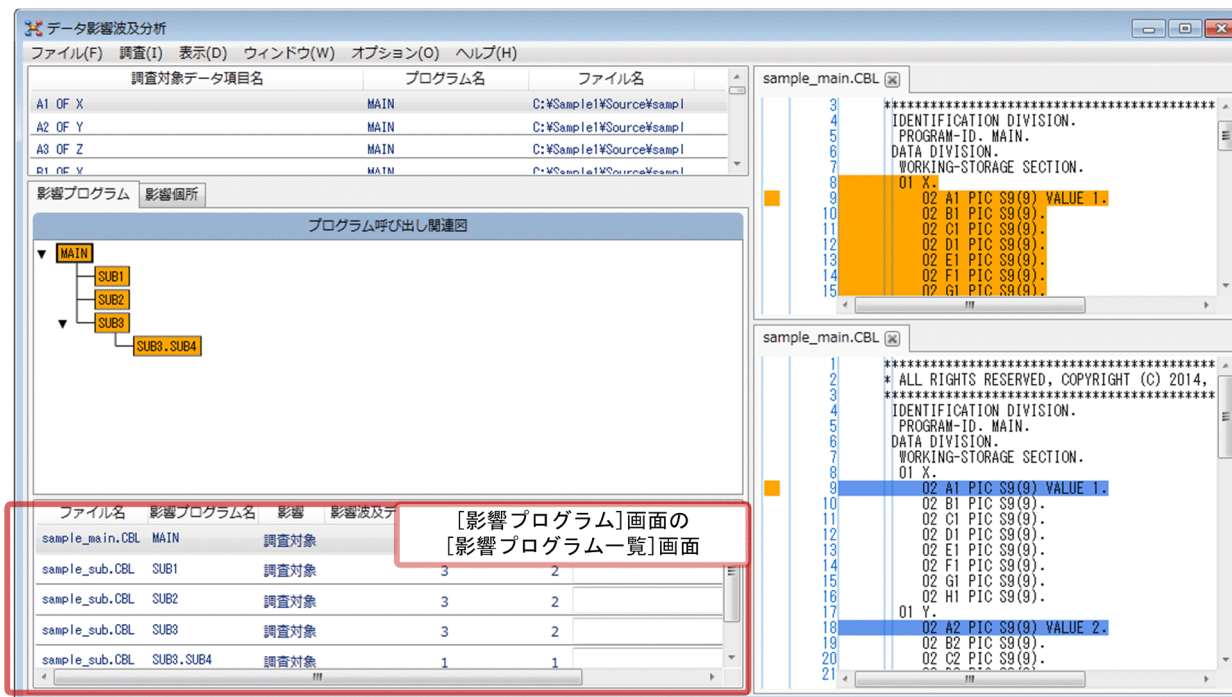 データ影響波及分析
ファイル(F) 調査(I) 表示(D) ウィンドウ(W) オプション(O) ヘルプ(H)
調査対象データ項目名 プログラム名 ファイル名
A1 OF X MAIN C:¥Sample1¥Source¥sampl
A2 OF Y MAIN C:¥Sample1¥Source¥sampl
A3 OF Z MAIN C:¥Sample1¥Source¥sampl
B1 OF X MAIN C:¥Sample1¥Source¥sampl
影響プログラム 影響個所
プログラム呼び出し関連図
MAIN
SUB1
SUB2
SUB3
SUB3.SUB4
ファイル名 影響プログラム名 影響 影響波及デ
sample_main.CBL MAIN 調査対象
sample_sub.CBL SUB1 調査対象 3 2
sample_sub.CBL SUB2 調査対象 3 2
sample_sub.CBL SUB3 調査対象 3 2
sample_sub.CBL SUB3.SUB4 調査対象 1 1
[影響プログラム]画面の
[影響プログラム一覧]画面
sample_main.CBL
3 *******************************************
4 IDENTIFICATION DIVISION.
5 PROGRAM-ID. MAIN.
6 DATA DIVISION.
7 WORKING-STORAGE SECTION.
8 01 X.
9 02 A1 PIC S9(9) VALUE 1.
10 02 B1 PIC S9(9).
11 02 C1 PIC S9(9).
12 02 D1 PIC S9(9).
13 02 E1 PIC S9(9).
14 02 F1 PIC S9(9).
15 02 G1 PIC S9(9).
sample_main.CBL
1 *******************************************
2 * ALL RIGHTS RESERVED, COPYRIGHT (C) 2014,
3 *******************************************
4 IDENTIFICATION DIVISION.
5 PROGRAM-ID. MAIN.
6 DATA DIVISION.
7 WORKING-STORAGE SECTION.
8 01 X.
9 02 A1 PIC S9(9) VALUE 1.
10 02 B1 PIC S9(9).
11 02 C1 PIC S9(9).
12 02 D1 PIC S9(9).
13 02 E1 PIC S9(9).
14 02 F1 PIC S9(9).
15 02 G1 PIC S9(9).
16 02 H1 PIC S9(9).
17 01 Y.
18 02 A2 PIC S9(9) VALUE 2.
19 02 B2 PIC S9(9).
20 02 C2 PIC S9(9).
21 02 D2 PIC S9(9).